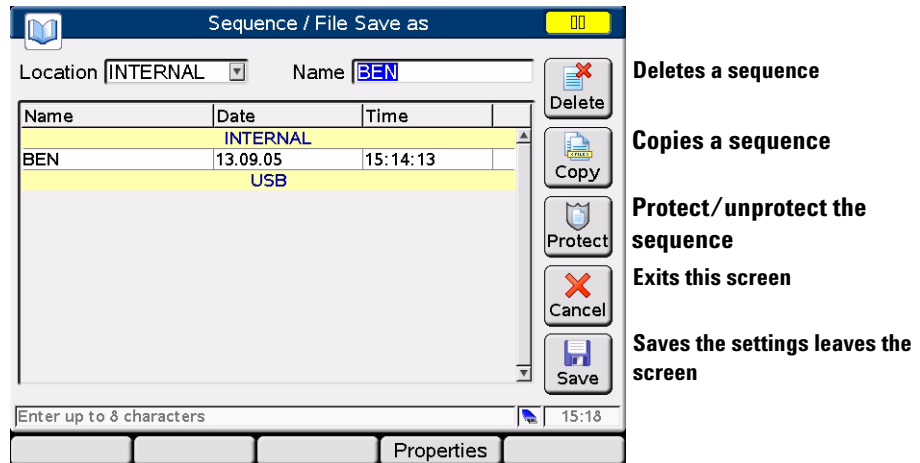 Sequence / File Save as
Location INTERNAL Name BEN
Delete
Deletes a sequence
Name Date Time
INTERNAL
BEN 13.09.05 15:14:13
USB
Copy
Copies a sequence
Protect
Protect/unprotect the
sequence
Cancel
Exits this screen
Save
Saves the settings leaves the
screen
Enter up to 8 characters 15:18
Properties